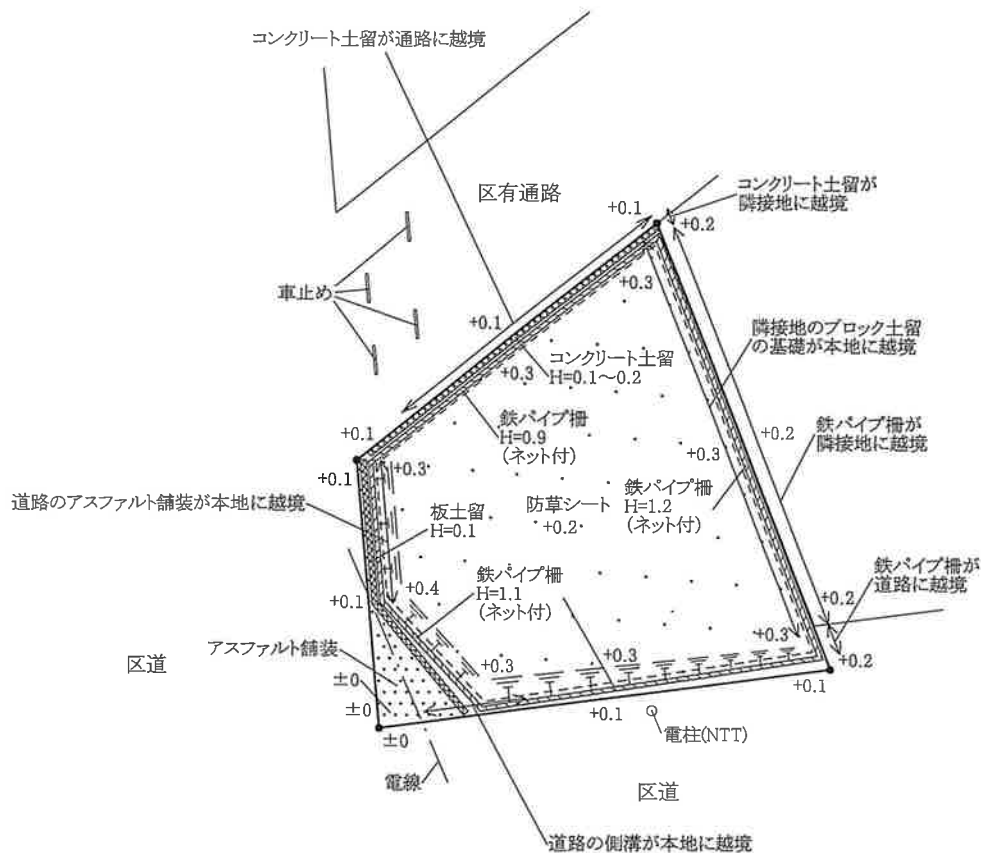 コンクリート土留が通路に越境
区有通路
コンクリート土留が
隣接地に越境
+0.1
+0.2
車止め
+0.3
+0.1
隣接地のブロック土留
の基礎が本地に越境
コンクリート土留
H=0.1～0.2
+0.3
鉄パイプ柵
H=0.9
(ネット付)
鉄パイプ柵が
隣接地に越境
+0.2
+0.1
+0.3
+0.3
+0.1
道路のアスファルト舗装が本地に越境
板土留
H=0.1
防草シート
+0.2
鉄パイプ柵
H=1.2
(ネット付)
鉄パイプ柵
H=1.1
(ネット付)
+0.4
+0.1
鉄パイプ柵が
道路に越境
+0.2
+0.3
+0.2
アスファルト舗装
区道
+0.3
+0.3
±0
±0
±0
+0.1
+0.1
電柱(NTT)
電線
区道
道路の側溝が本地に越境